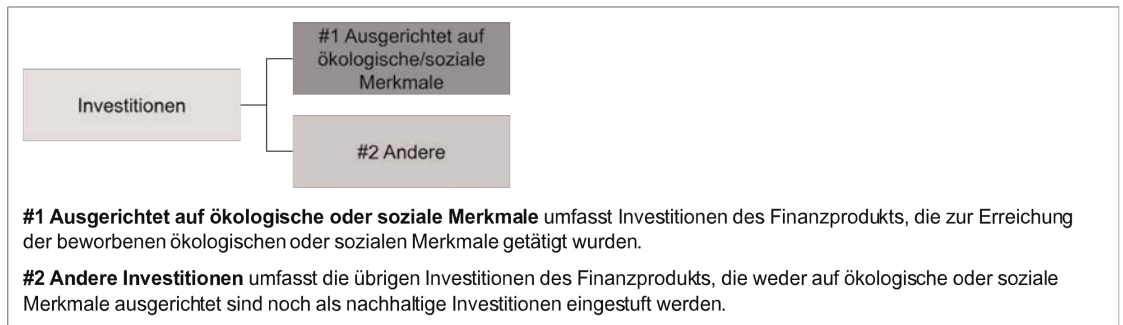 #1 Ausgerichtet auf
ökologische/soziale
Merkmale
Investitionen
#2 Andere
#1 Ausgerichtet auf ökologische oder soziale Merkmale umfasst Investitionen des Finanzprodukts, die zur Erreichung
der beworbenen ökologischen oder sozialen Merkmale getätigt wurden.
#2 Andere Investitionen umfasst die übrigen Investitionen des Finanzprodukts, die weder auf ökologische oder soziale
Merkmale ausgerichtet sind noch als nachhaltige Investitionen eingestuft werden.